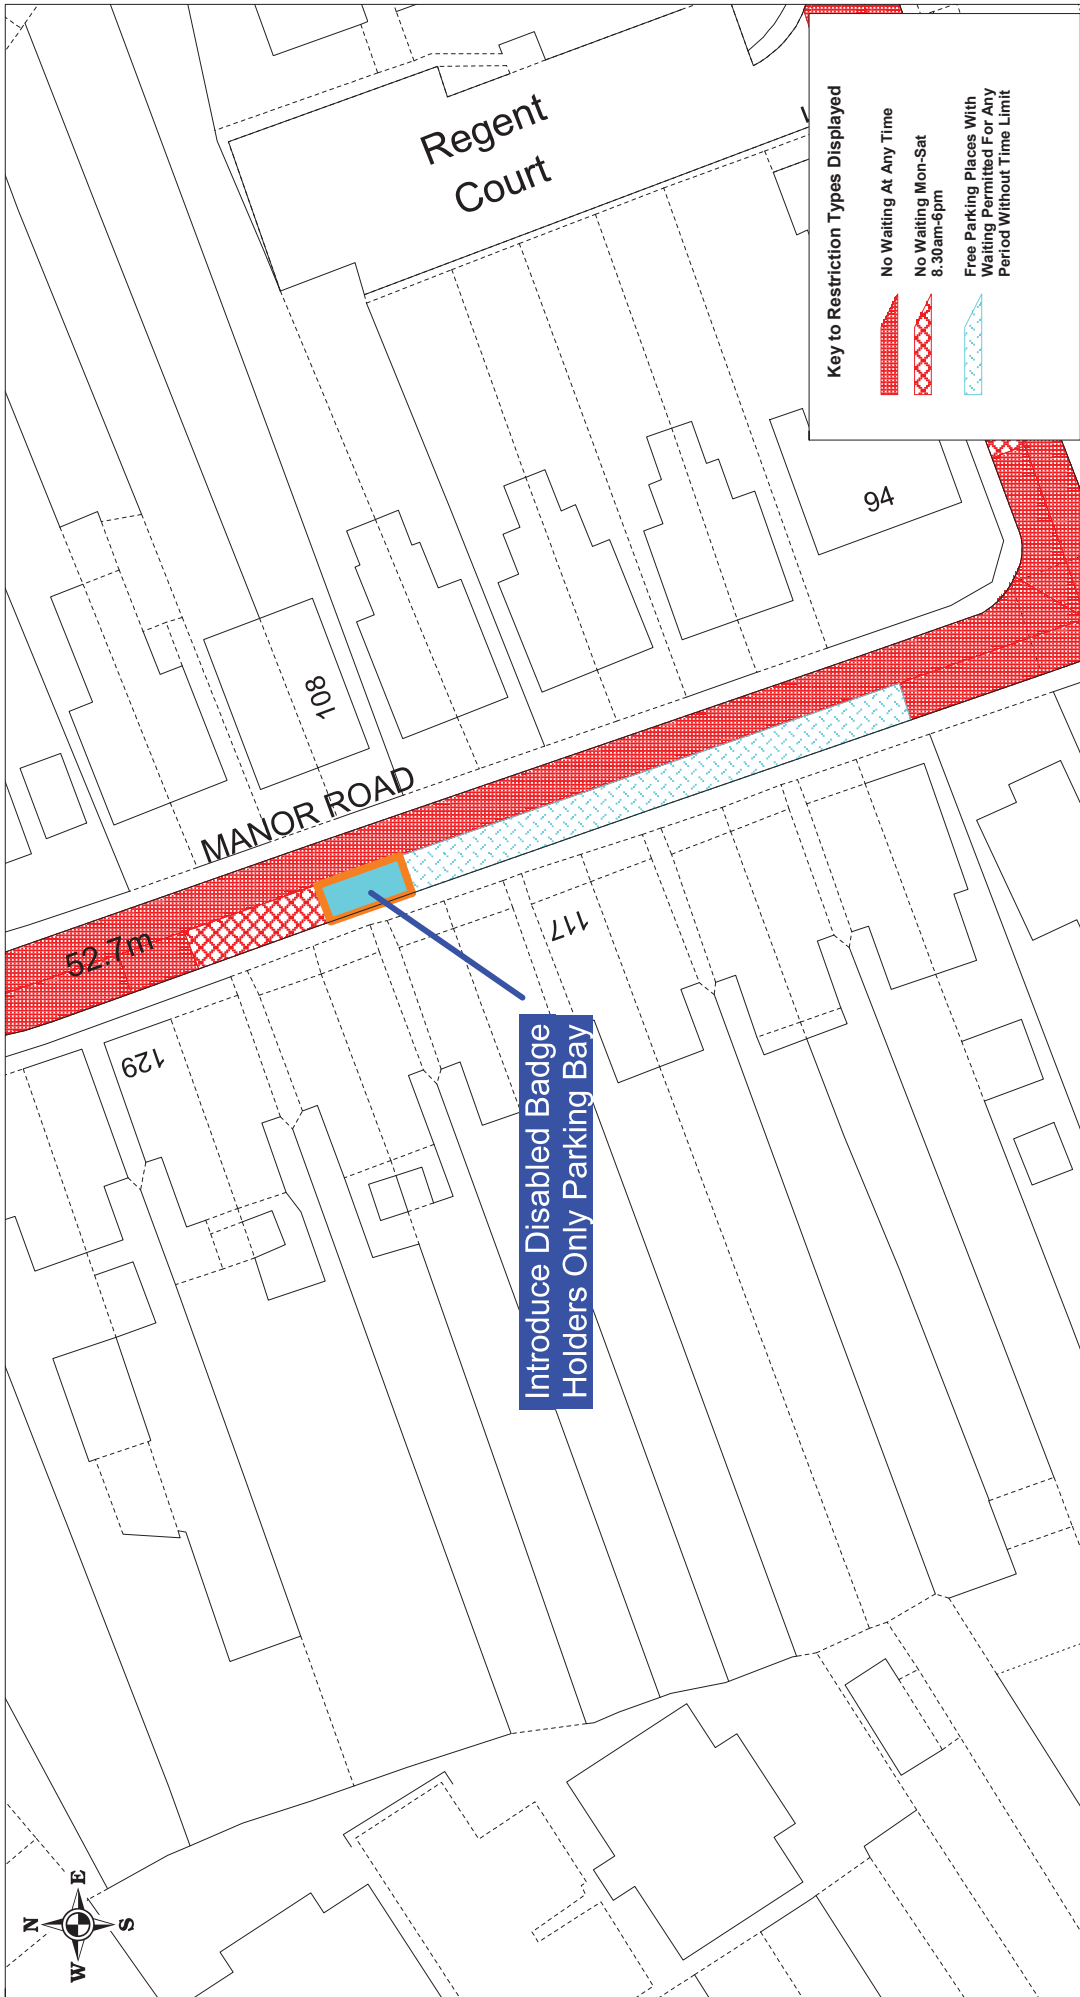 Regent
Court
MANOR ROAD
52.7m
108
94
129
117
Introduce Disabled Badge
Holders Only Parking Bay
Key to Restriction Types Displayed
No Waiting At Any Time
No Waiting Mon-Sat
8.30am-6pm
Free Parking Places With
Waiting Permitted For Any
Period Without Time Limit
N
E
S
W